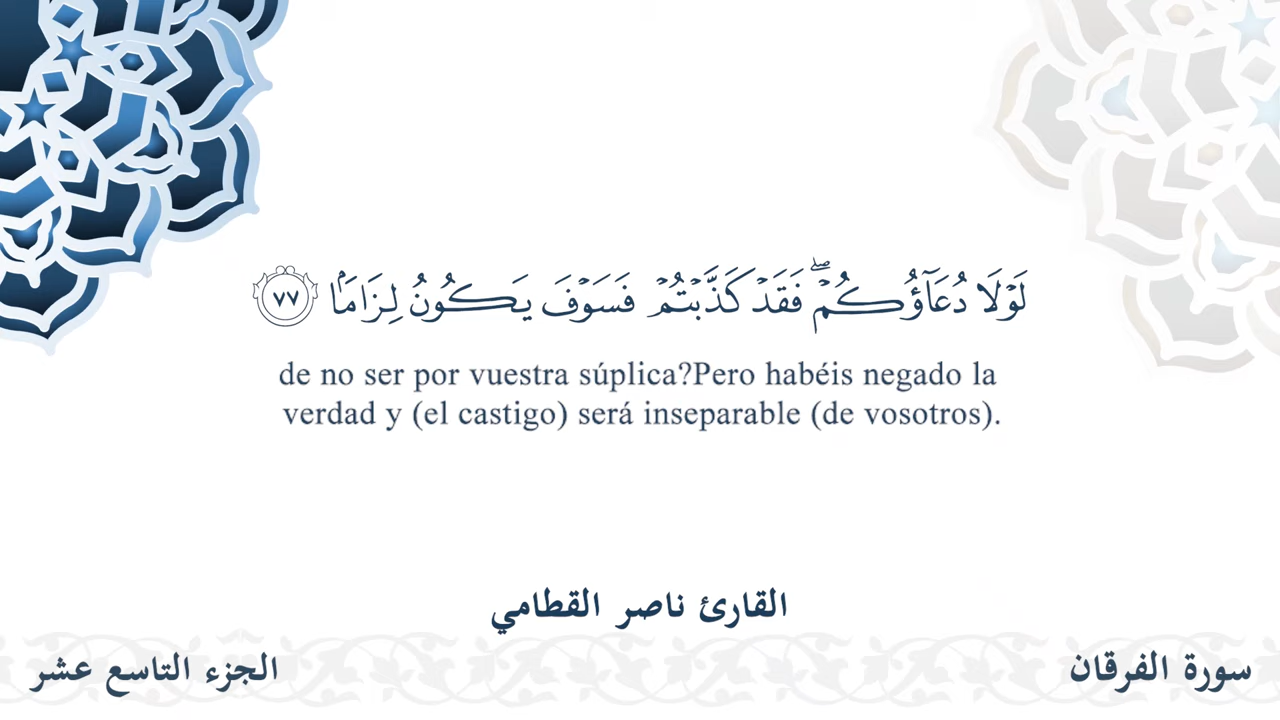 لَوۡلَا دُعَآؤُكُمۡۖ فَقَدۡ كَذَّبۡتُمۡ فَسَوۡفَ يَكُونُ لِزَامَۢا ٧٧
de no ser por vuestra súplica?Pero habéis negado la
verdad y (el castigo) será inseparable (de vosotros).
القارئ ناصر القطامي
سورة الفرقان
الجزء التاسع عشر